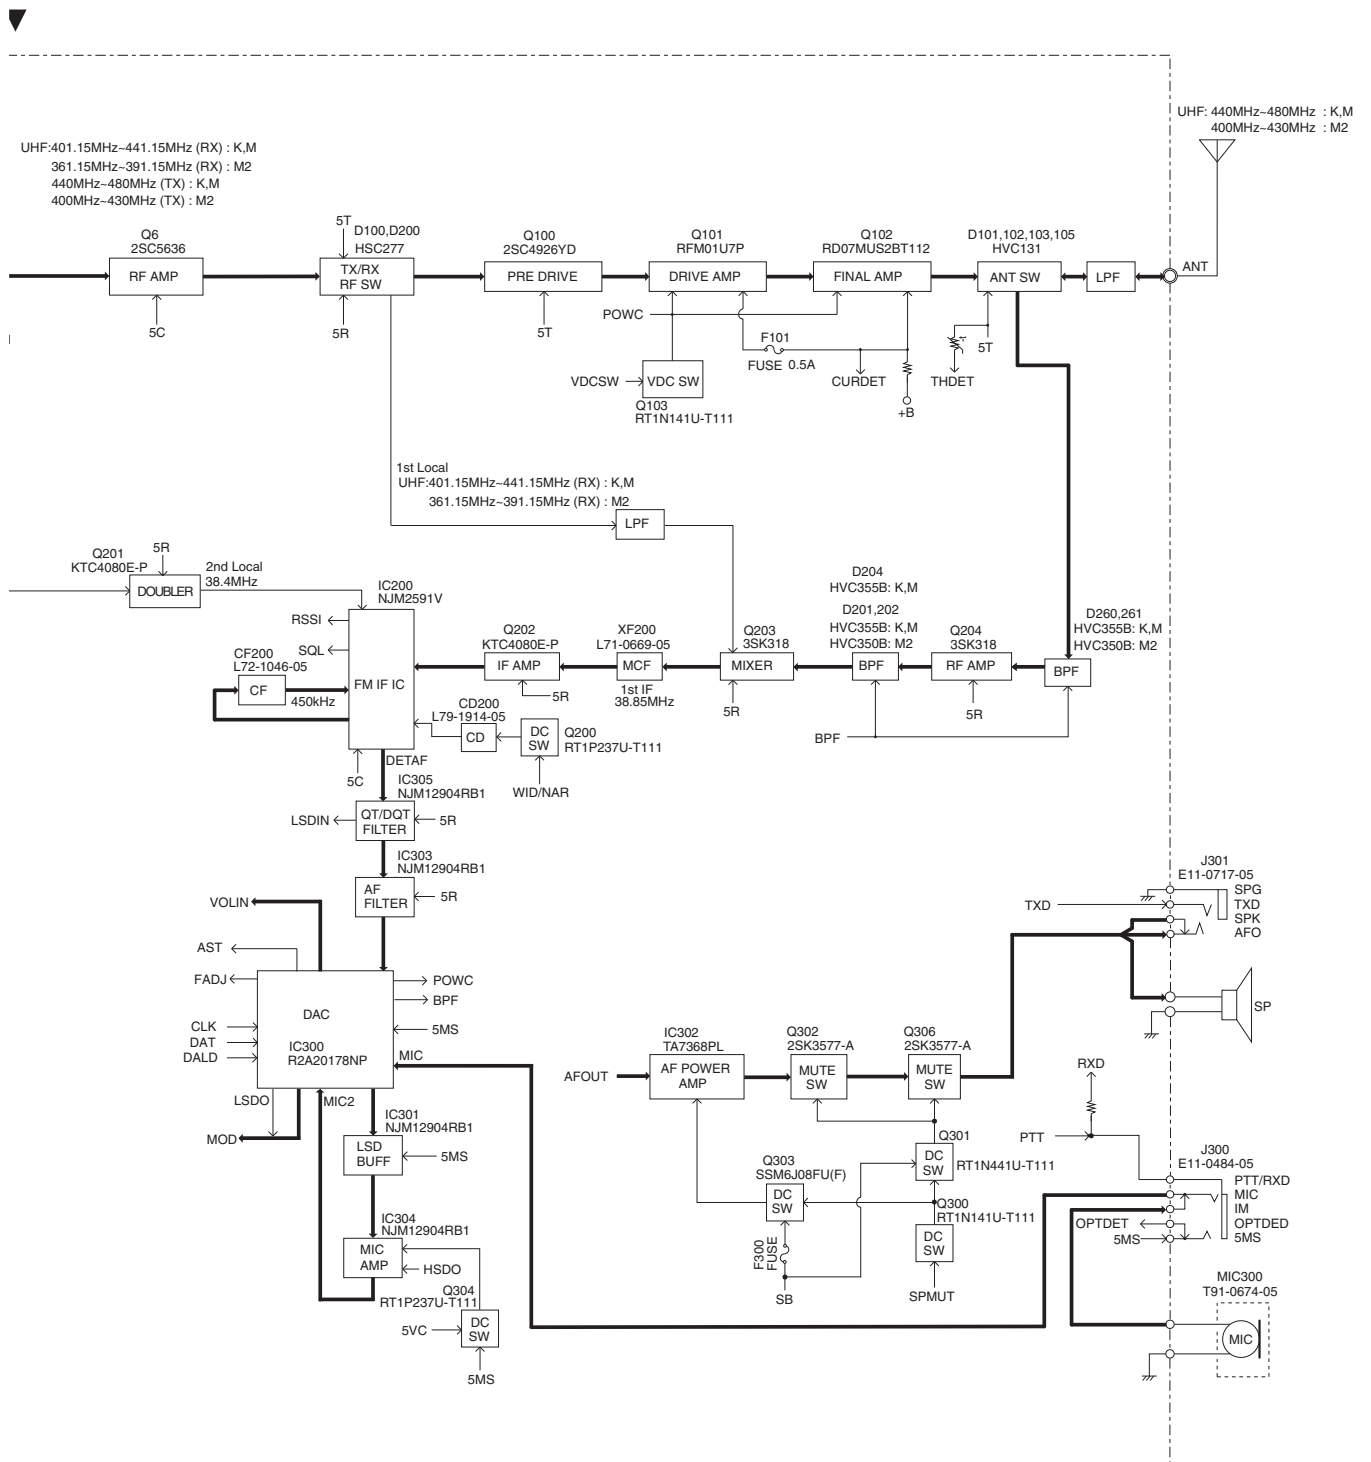 UHF: 440MHz~480MHz : K,M
400MHz~430MHz : M2
UHF:401.15MHz~441.15MHz (RX) : K,M
361.15MHz~391.15MHz (RX) : M2
440MHz~480MHz (TX) : K,M
400MHz~430MHz (TX) : M2
Q6
2SC5636
RF AMP
5C
5T
D100,D200
HSC277
TX/RX
RF SW
5R
Q100
2SC4926YD
PRE DRIVE
5T
Q101
RFM01U7P
DRIVE AMP
Q102
RD07MUS2BT112
FINAL AMP
D101,102,103,105
HVC131
ANT SW
LPF
ANT
POWC
F101
FUSE 0.5A
CURDET
+B
THDET
-t
5T
VDCSW
VDC SW
Q103
RT1N141U-T111
1st Local
UHF:401.15MHz~441.15MHz (RX) : K,M
361.15MHz~391.15MHz (RX) : M2
LPF
Q201
KTC4080E-P
5R
DOUBLER
2nd Local
38.4MHz
IC200
NJM2591V
RSSI
SQL
FM IF IC
CF200
L72-1046-05
CF
450kHz
5C
DETAF
Q202
KTC4080E-P
IF AMP
5R
XF200
L71-0669-05
MCF
1st IF
38.85MHz
Q203
3SK318
MIXER
5R
D204
HVC355B: K,M
D201,202
HVC355B: K,M
HVC350B: M2
BPF
Q204
3SK318
RF AMP
5R
D260,261
HVC355B: K,M
HVC350B: M2
BPF
BPF
CD200
L79-1914-05
CD
DC
SW
Q200
RT1P237U-T111
WID/NAR
IC305
NJM12904RB1
QT/DQT
FILTER
LSDIN
5R
IC303
NJM12904RB1
AF
FILTER
5R
VOLIN
AST
FADJ
CLK
DAT
DALD
DAC
IC300
R2A20178NP
POWC
BPF
5MS
MIC
LSDO
MIC2
MOD
IC301
NJM12904RB1
LSD
BUFF
5MS
IC304
NJM12904RB1
MIC
AMP
HSDO
Q304
RT1P237U-T111
5VC
DC
SW
5MS
AFOUT
IC302
TA7368PL
AF POWER
AMP
Q302
2SK3577-A
MUTE
SW
Q306
2SK3577-A
MUTE
SW
Q301
DC
SW
RT1N441U-T111
Q303
SSM6J08FU(F)
DC
SW
Q300
RT1N141U-T111
DC
SW
F300
FUSE
SB
SPMUT
J301
E11-0717-05
SPG
TXD
TXD
SPK
AFO
SP
RXD
PTT
J300
E11-0484-05
PTT/RXD
MIC
IM
OPTDET
OPTDED
5MS
5MS
MIC300
T91-0674-05
MIC